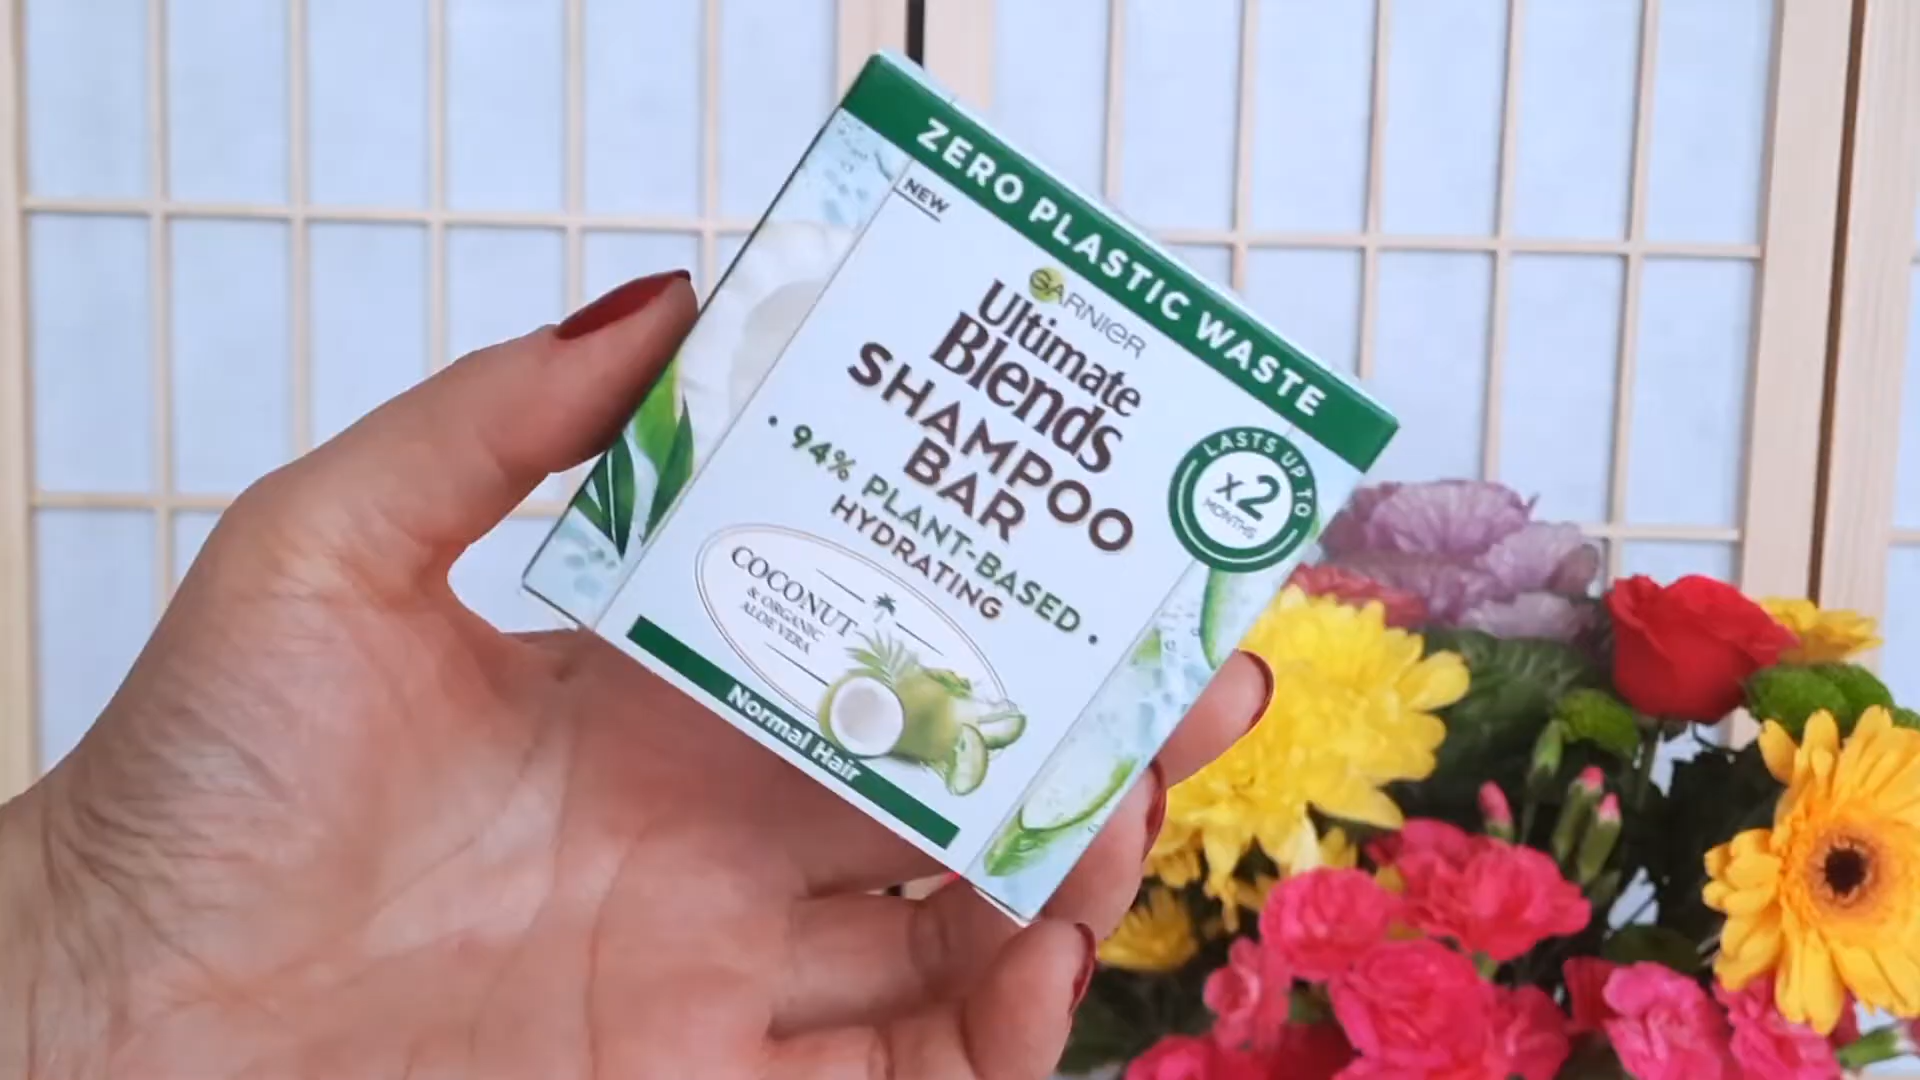 ZERO PLASTIC WASTE
NEW
GARNIER
Ultimate
Blends
SHAMPOO
BAR
• 94% PLANT-BASED •
HYDRATING
LASTS UP TO
x2
MONTHS
COCONUT
& ORGANIC
ALOE VERA
Normal Hair